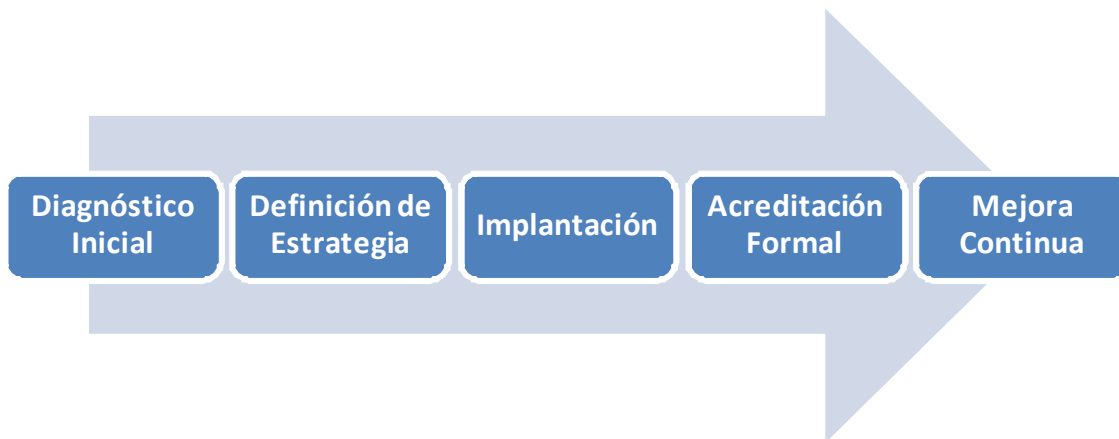 Diagnóstico
Inicial
Definición de
Estrategia
Implantación
Acreditación
Formal
Mejora
Continua